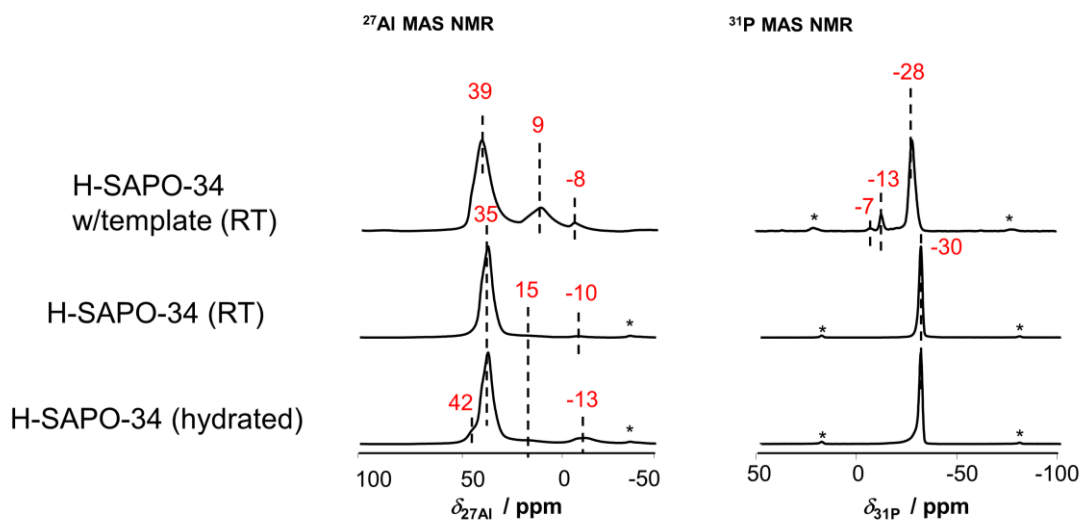 ²⁷Al MAS NMR
³¹P MAS NMR
39
9
-8
-28
-13
-7
H-SAPO-34
w/template (RT)
*
*
35
15
-10
-30
H-SAPO-34 (RT)
*
*
*
42
-13
H-SAPO-34 (hydrated)
*
*
*
100 50 0 -50
50 0 -50 -100
δ27Al / ppm
δ31P / ppm